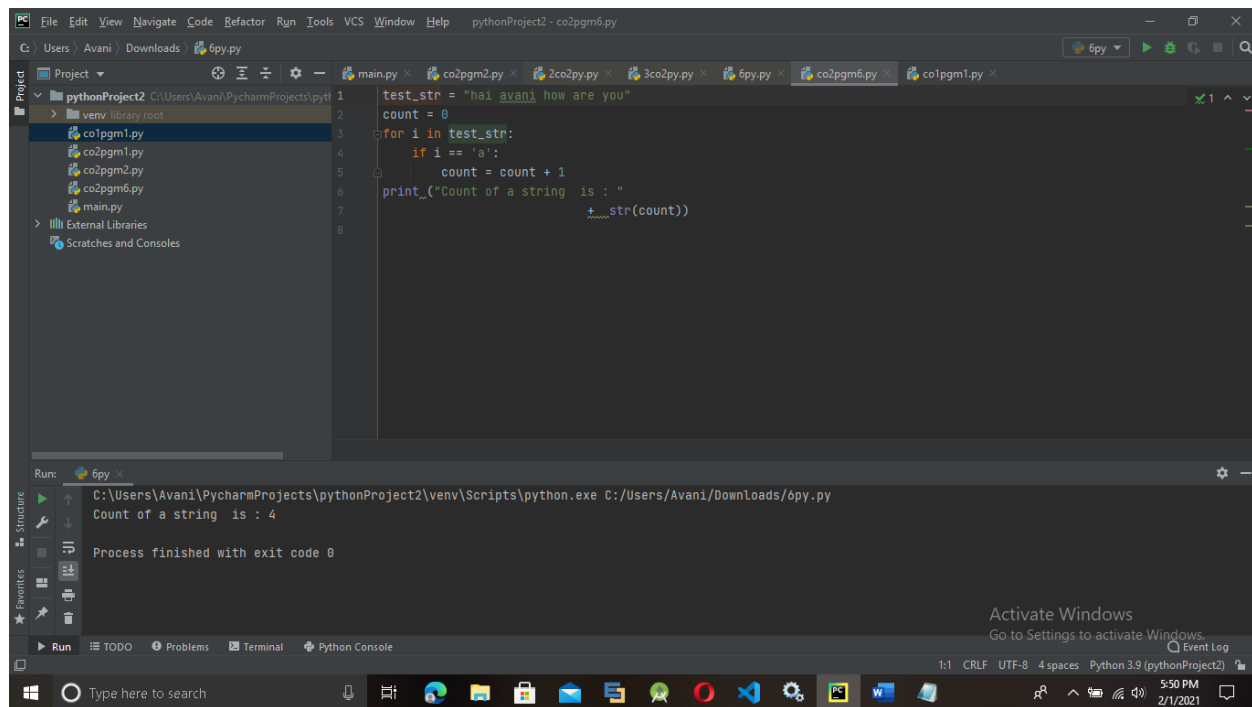 File Edit View Navigate Code Refactor Run Tools VCS Window Help pythonProject2 - co2pgm6.py
C: Users Avani Downloads 6py.py 6py
Project main.py co2pgm2.py 2co2py.py 3co2py.py 6py.py co2pgm6.py co1pgm1.py
pythonProject2 C:\Users\Avani\PycharmProjects\pyth
venv library root
co1pgm1.py
co2pgm1.py
co2pgm2.py
co2pgm6.py
main.py
External Libraries
Scratches and Consoles
1 test_str = "hai avani how are you"
2 count = 0
3 for i in test_str:
4 if i == 'a':
5 count = count + 1
6 print ("Count of a string  is : "
7 +  str(count))
8
1
Project
Run: 6py
C:\Users\Avani\PycharmProjects\pythonProject2\venv\Scripts\python.exe C:/Users/Avani/Downloads/6py.py
Count of a string  is : 4
Process finished with exit code 0
Structure
Favorites
Activate Windows
Go to Settings to activate Windows.
Run TODO Problems Terminal Python Console Event Log
1:1 CRLF UTF-8 4 spaces Python 3.9 (pythonProject2)
Type here to search
5:50 PM
2/1/2021